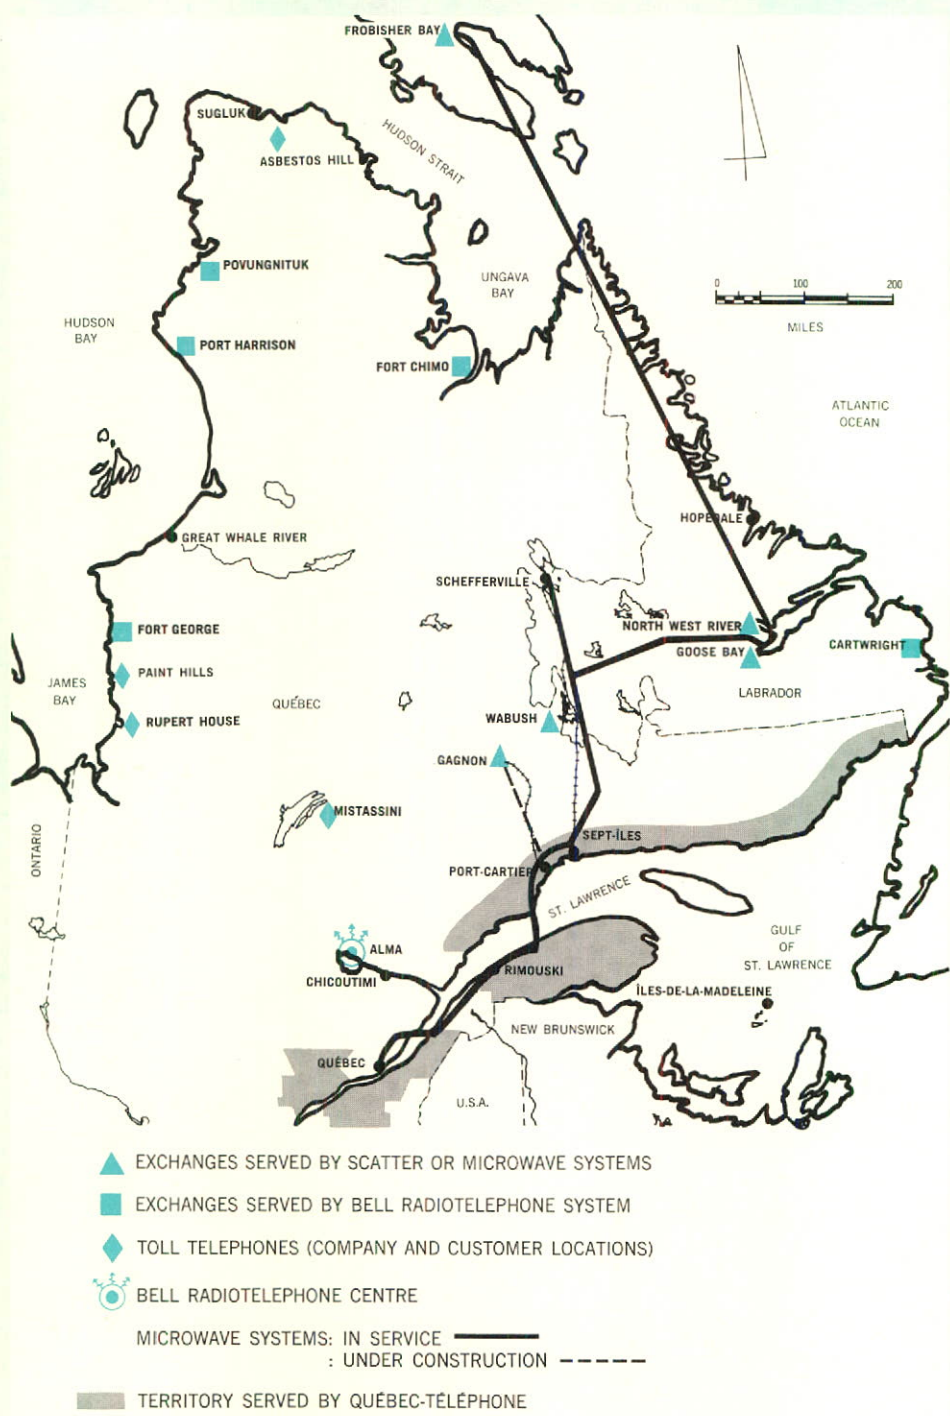 FROBISHER BAY
SUGLUK
HUDSON STRAIT
ASBESTOS HILL
POVUNGNITUK
UNGAVA
BAY
0 100 200
MILES
HUDSON
BAY
PORT HARRISON
FORT CHIMO
ATLANTIC
OCEAN
HOPEDALE
GREAT WHALE RIVER
SCHEFFERVILLE
FORT GEORGE
NORTH WEST RIVER
GOOSE BAY
CARTWRIGHT
PAINT HILLS
JAMES
BAY
QUÉBEC
LABRADOR
RUPERT HOUSE
WABUSH
GAGNON
MISTASSINI
SEPT-ÎLES
ONTARIO
PORT-CARTIER
ST. LAWRENCE
GULF
OF
ST. LAWRENCE
ALMA
CHICOUTIMI
RIMOUSKI
ÎLES-DE-LA-MADELEINE
NEW BRUNSWICK
QUÉBEC
U.S.A.
EXCHANGES SERVED BY SCATTER OR MICROWAVE SYSTEMS
EXCHANGES SERVED BY BELL RADIOTELEPHONE SYSTEM
TOLL TELEPHONES (COMPANY AND CUSTOMER LOCATIONS)
BELL RADIOTELEPHONE CENTRE
MICROWAVE SYSTEMS: IN SERVICE
: UNDER CONSTRUCTION
TERRITORY SERVED BY QUÉBEC-TÉLÉPHONE